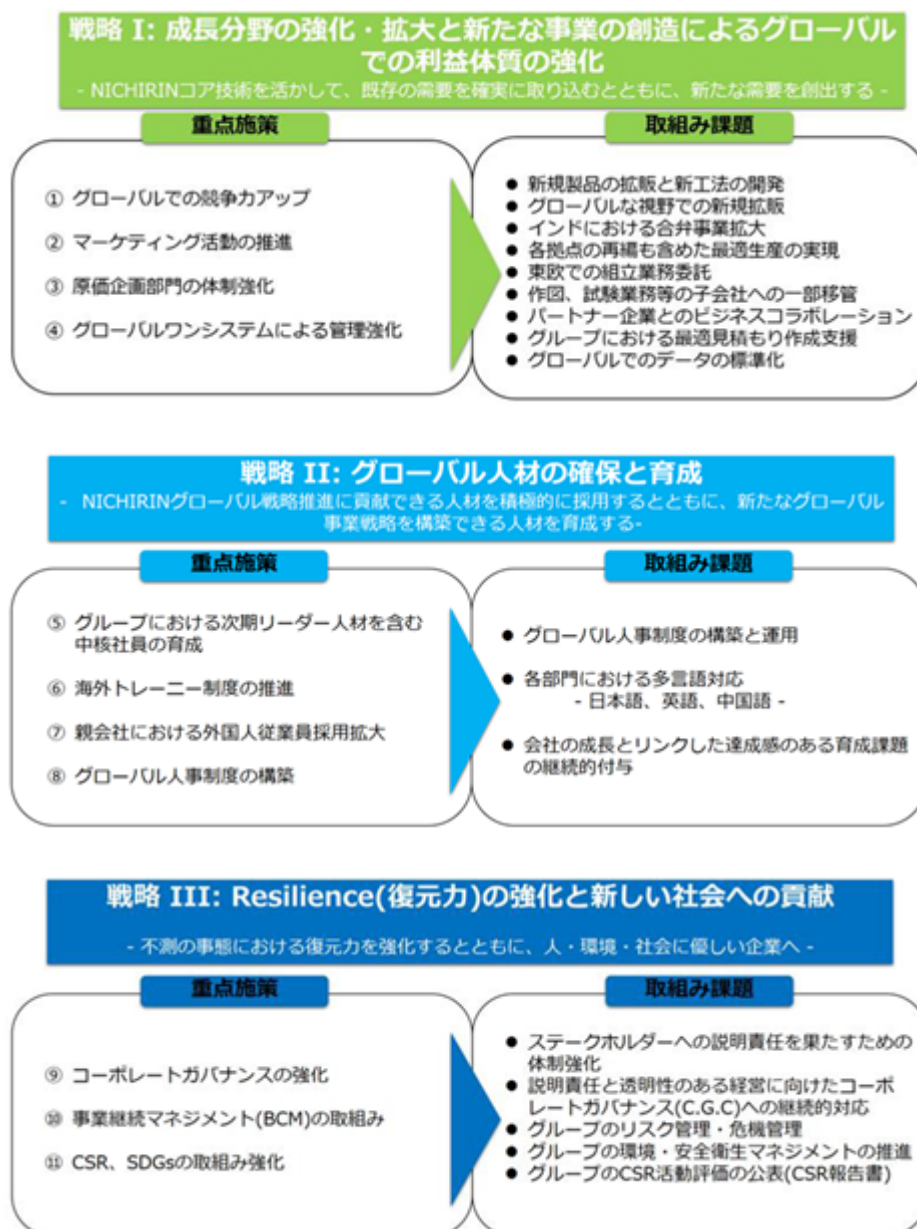 戦略 I: 成長分野の強化・拡大と新たな事業の創造によるグローバル
での利益体質の強化
- NICHIRINコア技術を活かして、既存の需要を確実に取り込むとともに、新たな需要を創出する -
重点施策
① グローバルでの競争力アップ
② マーケティング活動の推進
③ 原価企画部門の体制強化
④ グローバルワンシステムによる管理強化
取組み課題
● 新規製品の拡販と新工法の開発
● グローバルな視野での新規拡販
● インドにおける合弁事業拡大
● 各拠点の再編も含めた最適生産の実現
● 東欧での組立業務委託
● 作図、試験業務等の子会社への一部移管
● パートナー企業とのビジネスコラボレーション
● グループにおける最適見積もり作成支援
● グローバルでのデータの標準化
戦略 II: グローバル人材の確保と育成
- NICHIRINグローバル戦略推進に貢献できる人材を積極的に採用するとともに、新たなグローバル
事業戦略を構築できる人材を育成する-
重点施策
⑤ グループにおける次期リーダー人材を含む
中核社員の育成
⑥ 海外トレーニー制度の推進
⑦ 親会社における外国人従業員採用拡大
⑧ グローバル人事制度の構築
取組み課題
● グローバル人事制度の構築と運用
● 各部門における多言語対応
- 日本語、英語、中国語 -
● 会社の成長とリンクした達成感のある育成課題
の継続的付与
戦略 III: Resilience(復元力)の強化と新しい社会への貢献
- 不測の事態における復元力を強化するとともに、人・環境・社会に優しい企業へ -
重点施策
⑨ コーポレートガバナンスの強化
⑩ 事業継続マネジメント(BCM)の取組み
⑪ CSR、SDGsの取組み強化
取組み課題
● ステークホルダーへの説明責任を果たすための
体制強化
● 説明責任と透明性のある経営に向けたコーポ
レートガバナンス(C.G.C)への継続的対応
● グループのリスク管理・危機管理
● グループの環境・安全衛生マネジメントの推進
● グループのCSR活動評価の公表(CSR報告書)